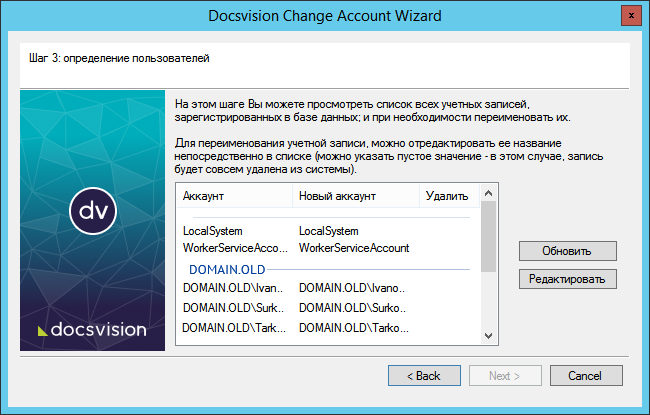 Docsvision Change Account Wizard
x
Шаг 3: определение пользователей
На этом шаге Вы можете просмотреть список всех учетных записей,
зарегистрированных в базе данных; и при необходимости переименовать их.
Для переименования учетной записи, можно отредактировать ее название
непосредственно в списке (можно указать пустое значение - в этом случае, запись
будет совсем удалена из системы).
Аккаунт Новый аккаунт Удалить
LocalSystem LocalSystem
WorkerServiceAcco... WorkerServiceAccount
DOMAIN.OLD
DOMAIN.OLD\Ivano.. DOMAIN.OLD\Ivano..
DOMAIN.OLD\Surko.. DOMAIN.OLD\Surko..
DOMAIN.OLD\Tarko... DOMAIN.OLD\Tarko...
Обновить
Редактировать
dv
docsvision
< Back Next > Cancel